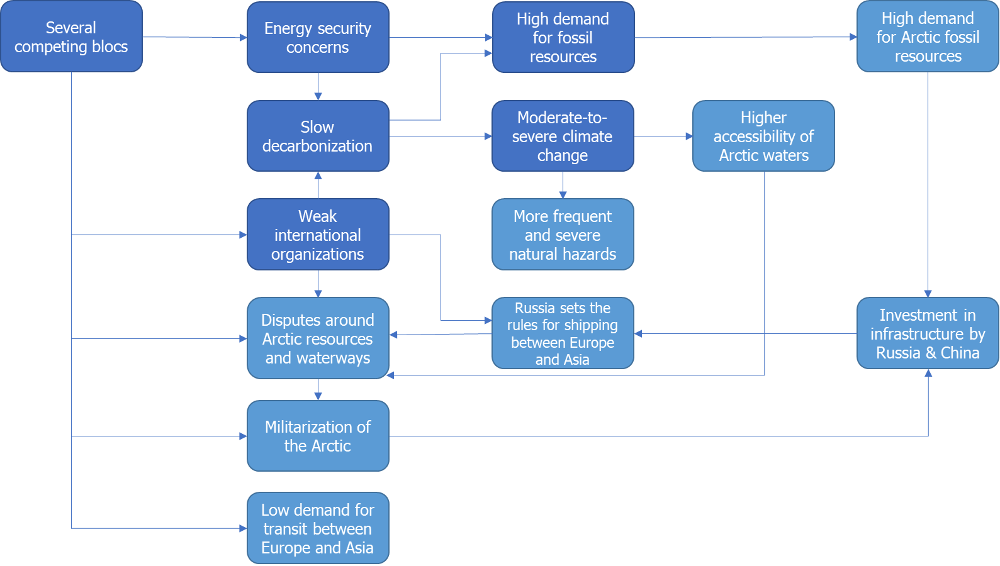 Several
competing blocs
Energy security
concerns
High demand
for fossil
resources
High demand
for Arctic fossil
resources
Slow
decarbonization
Moderate-to-
severe climate
change
Higher
accessibility of
Arctic waters
Weak
international
organizations
More frequent
and severe
natural hazards
Disputes around
Arctic resources
and waterways
Russia sets the
rules for shipping
between Europe
and Asia
Investment in
infrastructure by
Russia & China
Militarization of
the Arctic
Low demand for
transit between
Europe and Asia